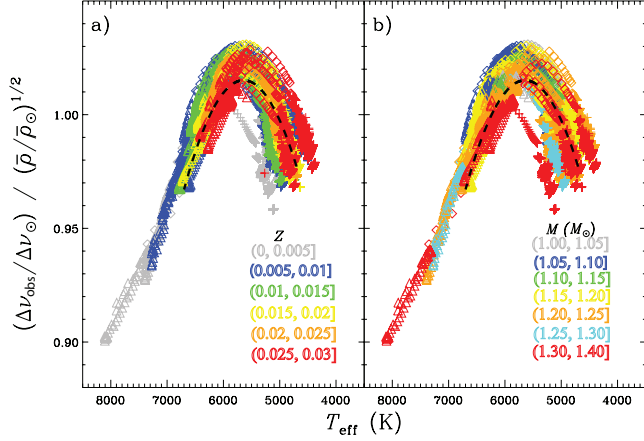 a)
b)
(Δν_obs/Δν_⊙) / (ρ̄/ρ̄_⊙)^1/2
1.00
0.95
0.90
Z
(0, 0.005]
(0.005, 0.01]
(0.01, 0.015]
(0.015, 0.02]
(0.02, 0.025]
(0.025, 0.03]
M (M_⊙)
(1.00, 1.05]
(1.05, 1.10]
(1.10, 1.15]
(1.15, 1.20]
(1.20, 1.25]
(1.25, 1.30]
(1.30, 1.40]
8000 7000 6000 5000 4000 8000 7000 6000 5000 4000
T_eff (K)